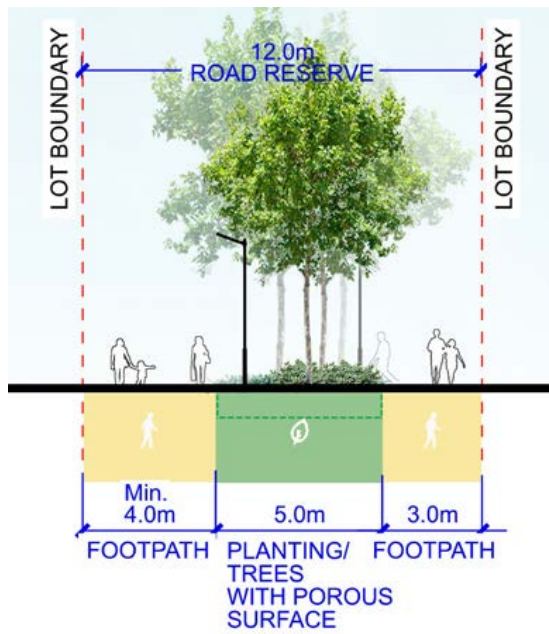 LOT BOUNDARY
12.0m
ROAD RESERVE
LOT BOUNDARY
Min.
4.0m
5.0m
3.0m
FOOTPATH
PLANTING/
TREES
WITH POROUS
SURFACE
FOOTPATH